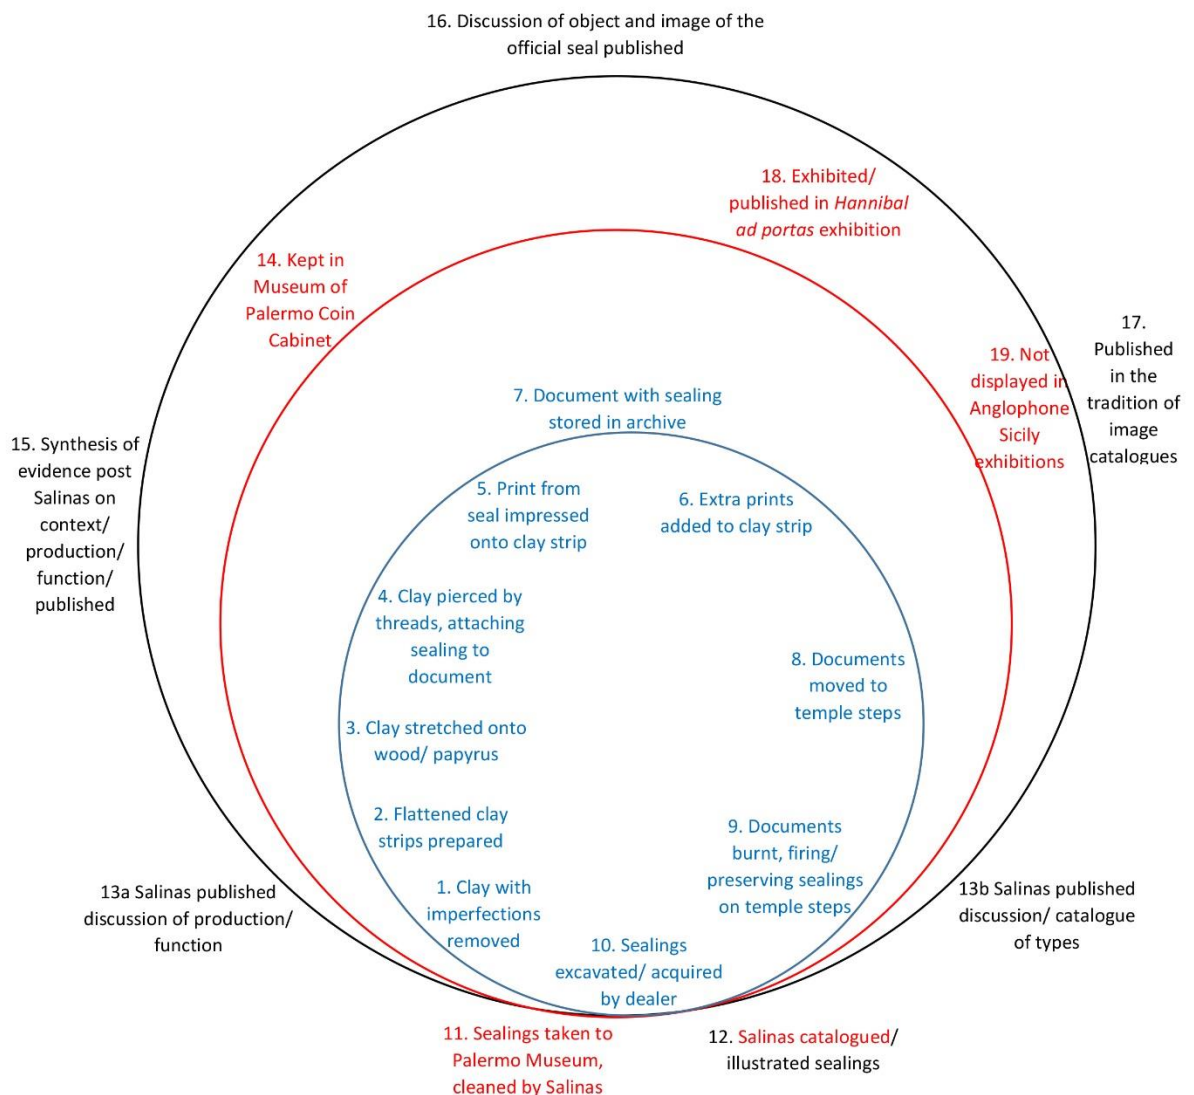 16. Discussion of object and image of the
official seal published
18. Exhibited/
published in Hannibal
ad portas exhibition
14. Kept in
Museum of
Palermo Coin
Cabinet
17.
Published
in the
tradition of
image
catalogues
19. Not
displayed in
Anglophone
Sicily
exhibitions
7. Document with sealing
stored in archive
15. Synthesis of
evidence post
Salinas on
context/
production/
function/
published
5. Print from
seal impressed
onto clay strip
6. Extra prints
added to clay strip
4. Clay pierced by
threads, attaching
sealing to
document
8. Documents
moved to
temple steps
3. Clay stretched onto
wood/ papyrus
2. Flattened clay
strips prepared
9. Documents
burnt, firing/
preserving sealings
on temple steps
1. Clay with
imperfections
removed
13a Salinas published
discussion of production/
function
13b Salinas published
discussion/ catalogue
of types
10. Sealings
excavated/ acquired
by dealer
11. Sealings taken to
Palermo Museum,
cleaned by Salinas
12. Salinas catalogued/
illustrated sealings